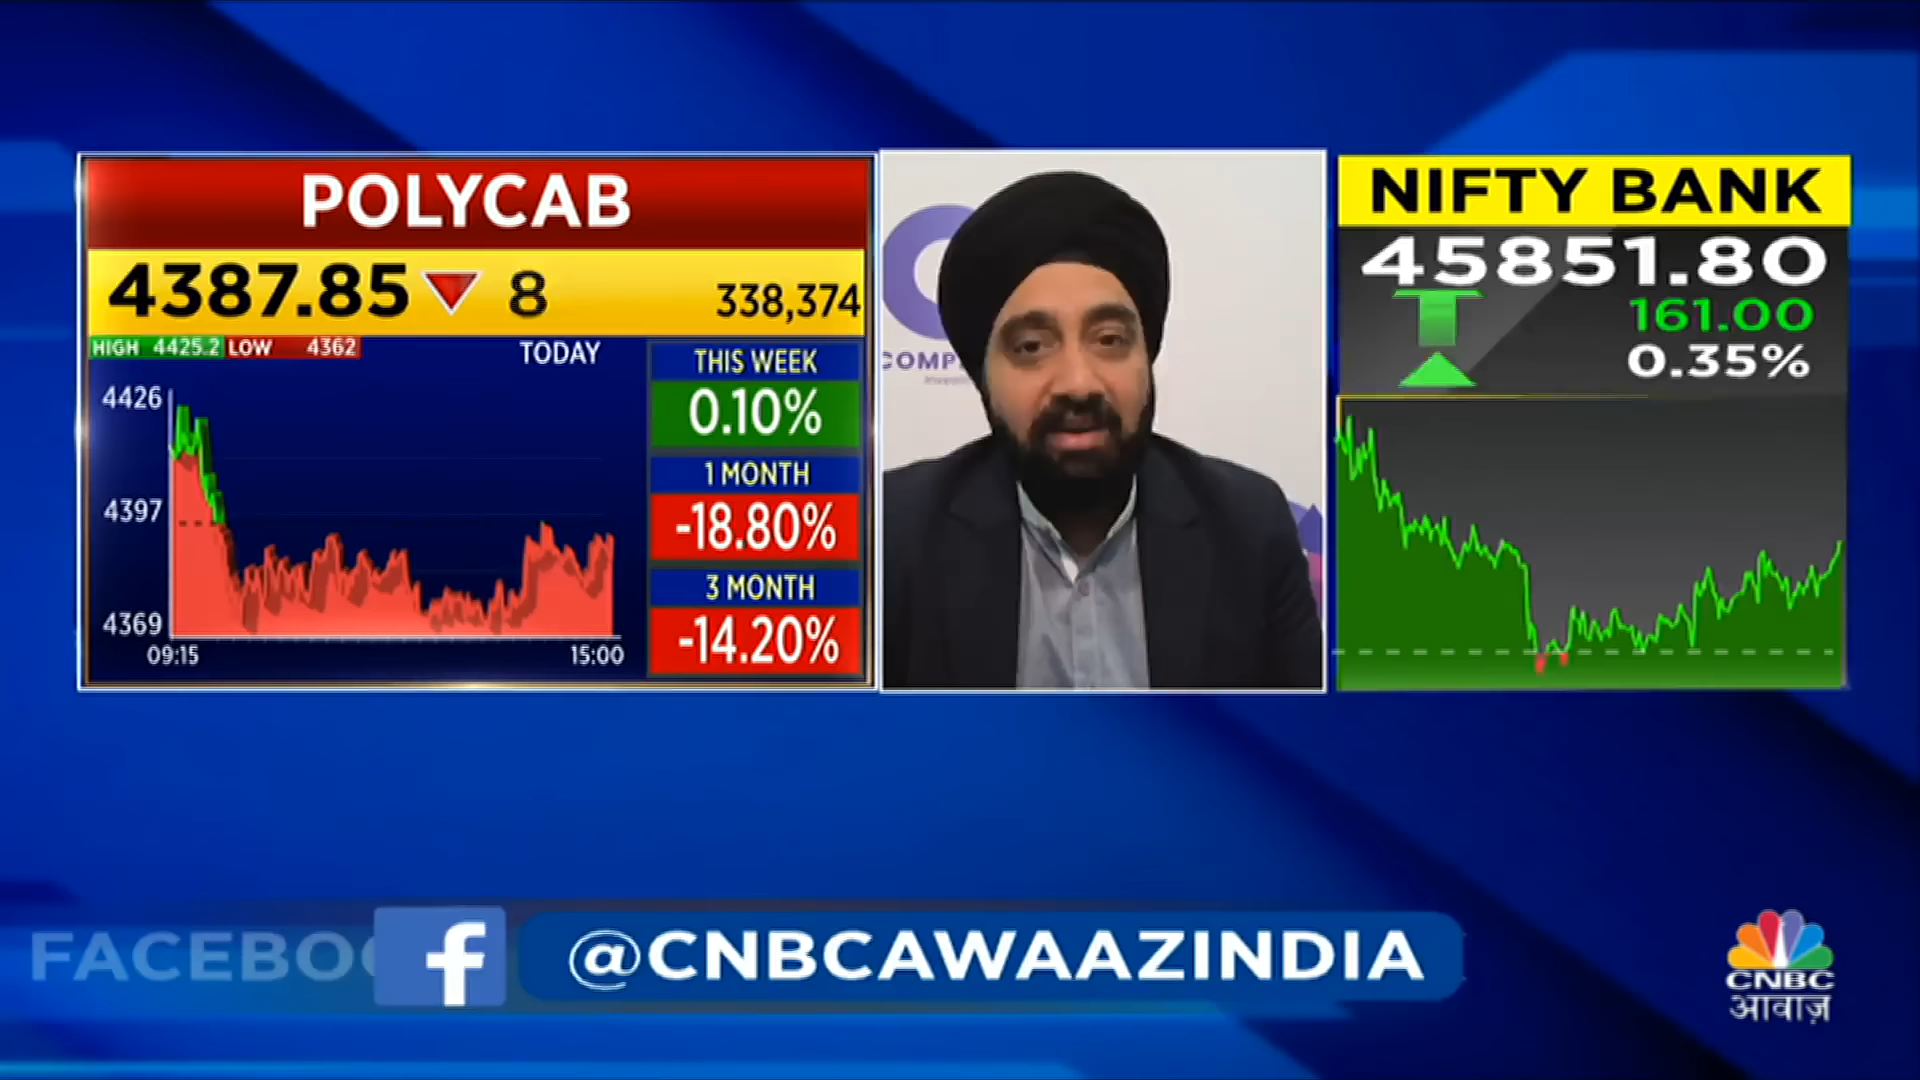 POLYCAB
4387.85 8 338,374
HIGH 4425.2 LOW 4362
TODAY
4426
4397
4369
09:15 15:00
THIS WEEK
0.10%
1 MONTH
-18.80%
3 MONTH
-14.20%
COMP
NIFTY BANK
45851.80
161.00
0.35%
FACEBOO
f @CNBCAWAAZINDIA
CNBC
आवाज़